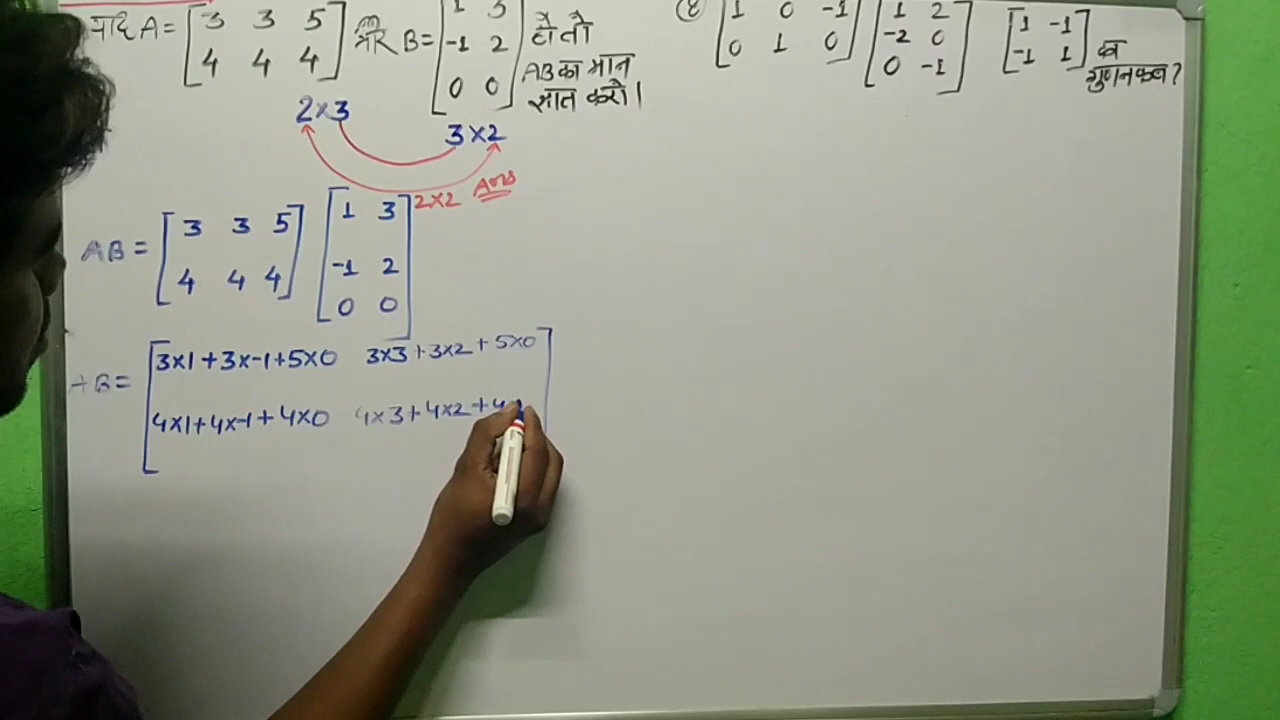 यदि A = [3 3 5
4 4 4] और B = [1 3
-1 2
0 0] है तो
AB का मान
ज्ञात करो।
2×3
3×2
2×2 Ans
AB = [3 3 5
4 4 4] [1 3
-1 2
0 0]
AB = [3×1+3×-1+5×0 3×3+3×2+5×0
4×1+4×-1+4×0 4×3+4×2+4×
[1 0 -1
0 1 0] [1 2
-2 0
0 -1] [1 -1
-1 1] का
गुणनफल?